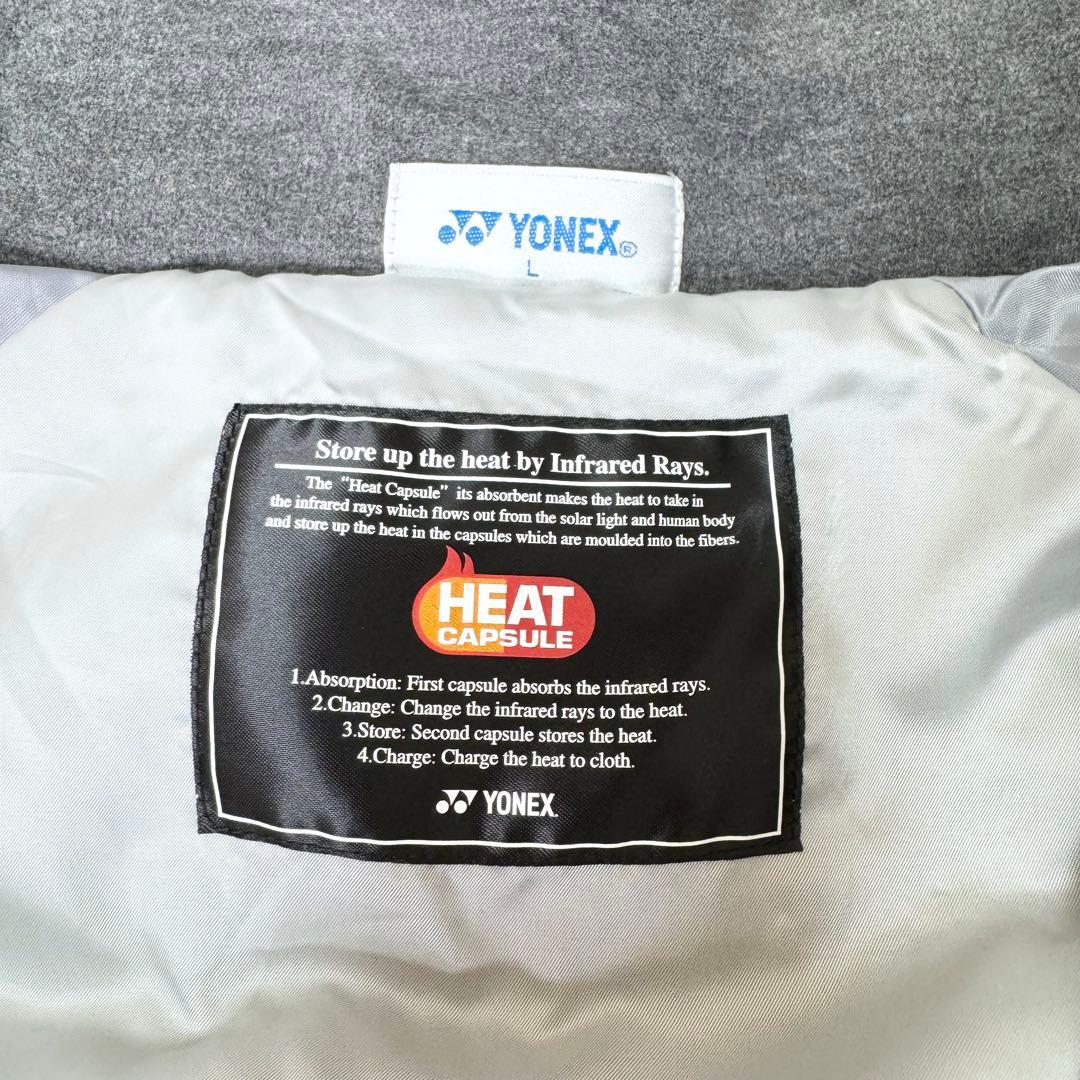 YONEX®
L
Store up the heat by Infrared Rays.
The "Heat Capsule" its absorbent makes the heat to take in
the infrared rays which flows out from the solar light and human body
and store up the heat in the capsules which are moulded into the fibers.
HEAT
CAPSULE
1.Absorption: First capsule absorbs the infrared rays.
2.Change: Change the infrared rays to the heat.
3.Store: Second capsule stores the heat.
4.Charge: Charge the heat to cloth.
YONEX.